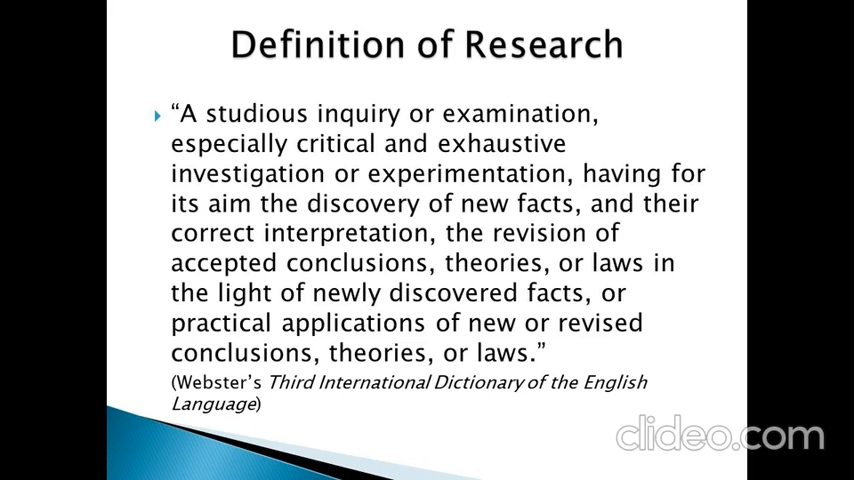 Definition of Research
“A studious inquiry or examination,
especially critical and exhaustive
investigation or experimentation, having for
its aim the discovery of new facts, and their
correct interpretation, the revision of
accepted conclusions, theories, or laws in
the light of newly discovered facts, or
practical applications of new or revised
conclusions, theories, or laws.”
(Webster’s Third International Dictionary of the English
Language)
clideo.com